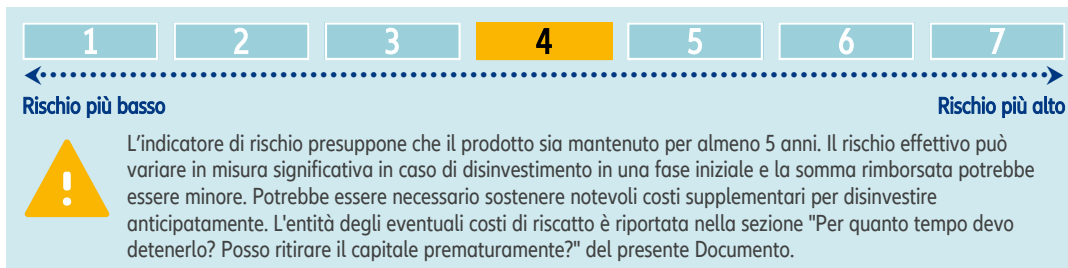 1 2 3 4 5 6 7
Rischio più basso Rischio più alto
L'indicatore di rischio presuppone che il prodotto sia mantenuto per almeno 5 anni. Il rischio effettivo può
variare in misura significativa in caso di disinvestimento in una fase iniziale e la somma rimborsata potrebbe
essere minore. Potrebbe essere necessario sostenere notevoli costi supplementari per disinvestire
anticipatamente. L'entità degli eventuali costi di riscatto è riportata nella sezione "Per quanto tempo devo
detenerlo? Posso ritirare il capitale prematuramente?" del presente Documento.